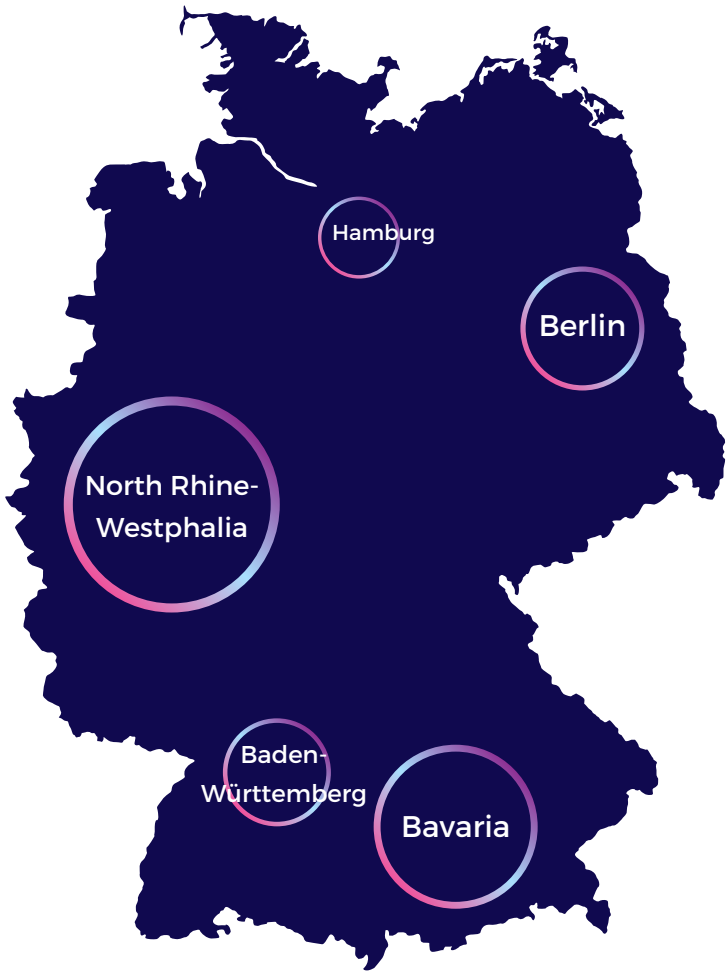 Hamburg
Berlin
North Rhine-
Westphalia
Baden-
Württemberg
Bavaria